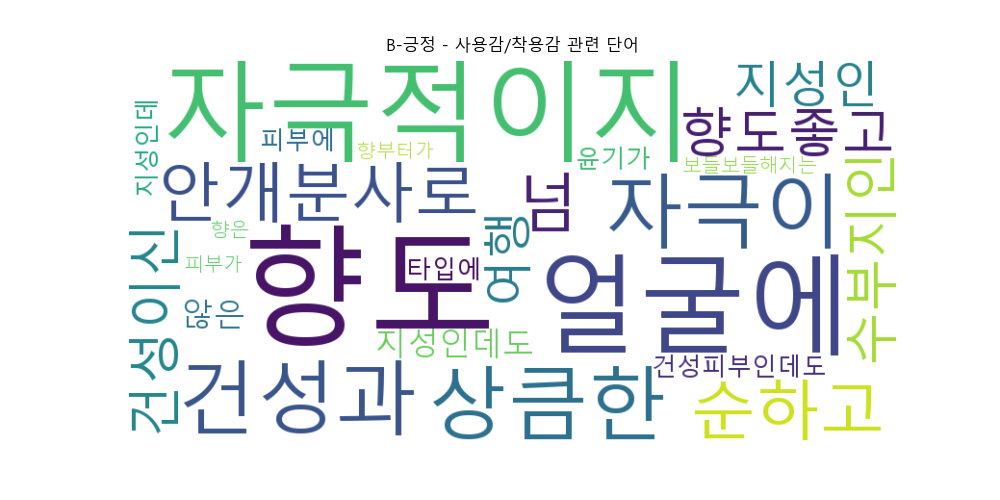 B-긍정 - 사용감/착용감 관련 단어
자극적이지
지성인
지성인데
피부에
향부터가
윤기가
향도좋고
보들보들해지는
안개분사로
넘
자극이
수부지인
향은
향도
타입에
여행
얼굴에
건성이신
피부가
않은
지성인데도
건성피부인데도
건성과
상큼한
순하고